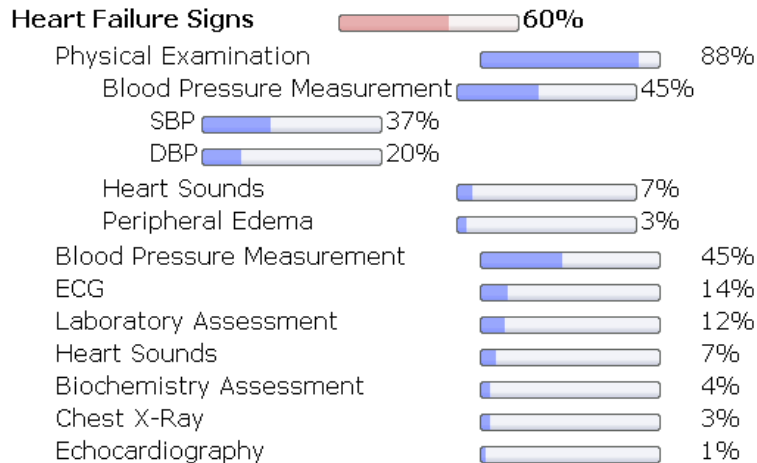 Heart Failure Signs 60%
Physical Examination 88%
Blood Pressure Measurement 45%
SBP 37%
DBP 20%
Heart Sounds 7%
Peripheral Edema 3%
Blood Pressure Measurement 45%
ECG 14%
Laboratory Assessment 12%
Heart Sounds 7%
Biochemistry Assessment 4%
Chest X-Ray 3%
Echocardiography 1%